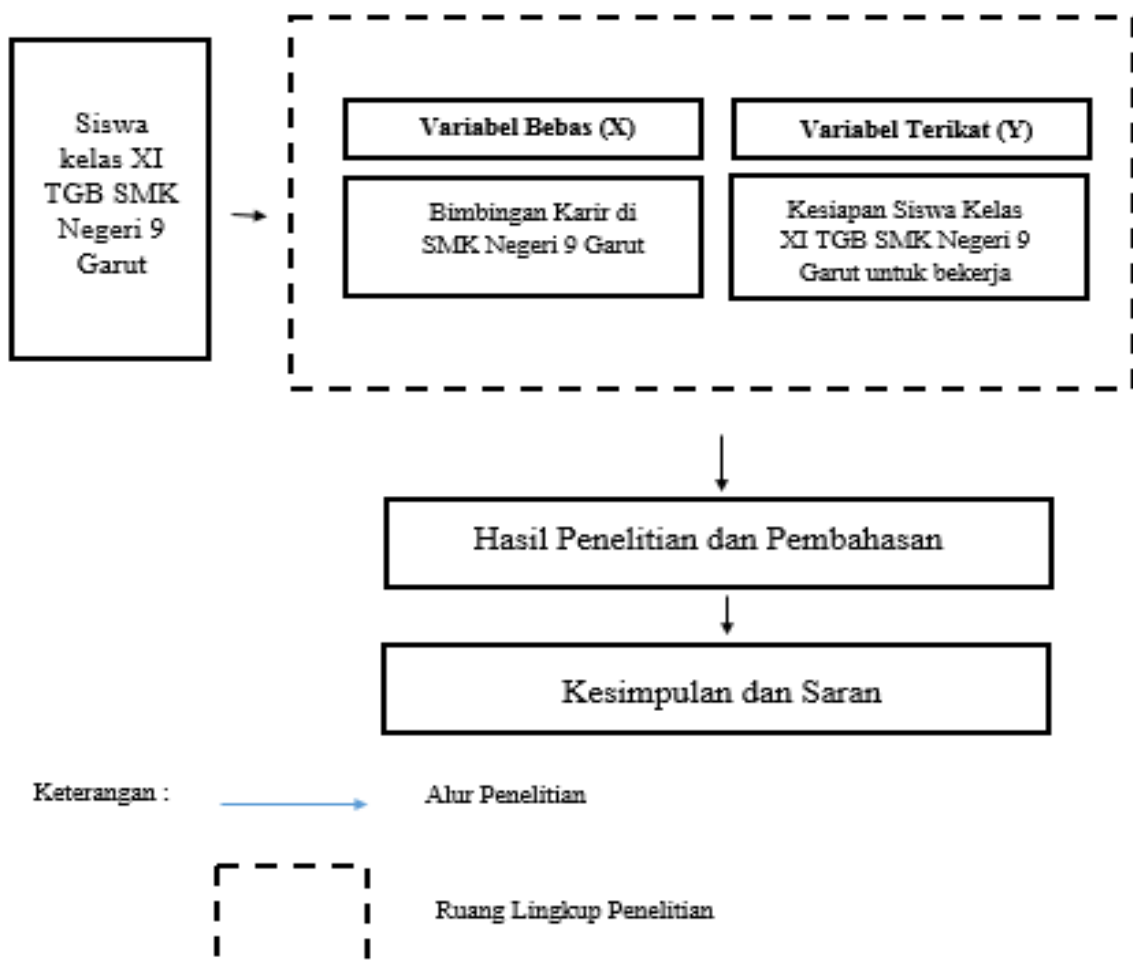 Siswa
kelas XI
TGB SMK
Negeri 9
Garut
Variabel Bebas (X)
Variabel Terikat (Y)
Bimbingan Karir di
SMK Negeri 9 Garut
Kesiapan Siswa Kelas
XI TGB SMK Negeri 9
Garut untuk bekerja
Hasil Penelitian dan Pembahasan
Kesimpulan dan Saran
Keterangan :
Alur Penelitian
Ruang Lingkup Penelitian